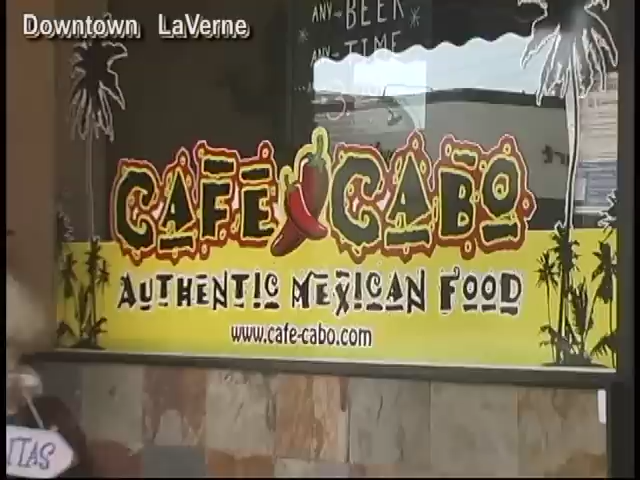 Downtown LaVerne
ANY BEER
ANY TIME
CAFÉ CABO
AUTHENTIC MEXICAN FOOD
www.cafe-cabo.com
ITAS